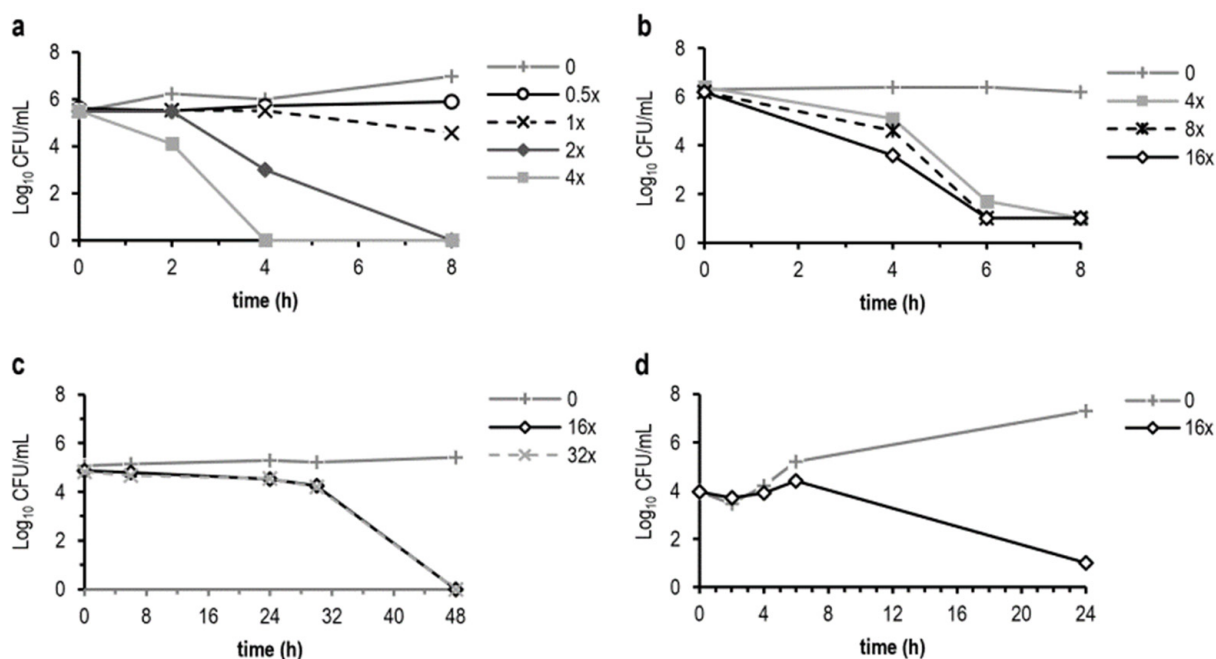 a
Log₁₀ CFU/mL
8
6
4
2
0
0 2 4 6 8
time (h)
0
0.5x
1x
2x
4x
b
Log₁₀ CFU/mL
8
6
4
2
0
0 2 4 6 8
time (h)
0
4x
8x
16x
c
Log₁₀ CFU/mL
8
6
4
2
0
0 8 16 24 32 40 48
time (h)
0
16x
32x
d
Log₁₀ CFU/mL
8
6
4
2
0
0 4 8 12 16 20 24
time (h)
0
16x